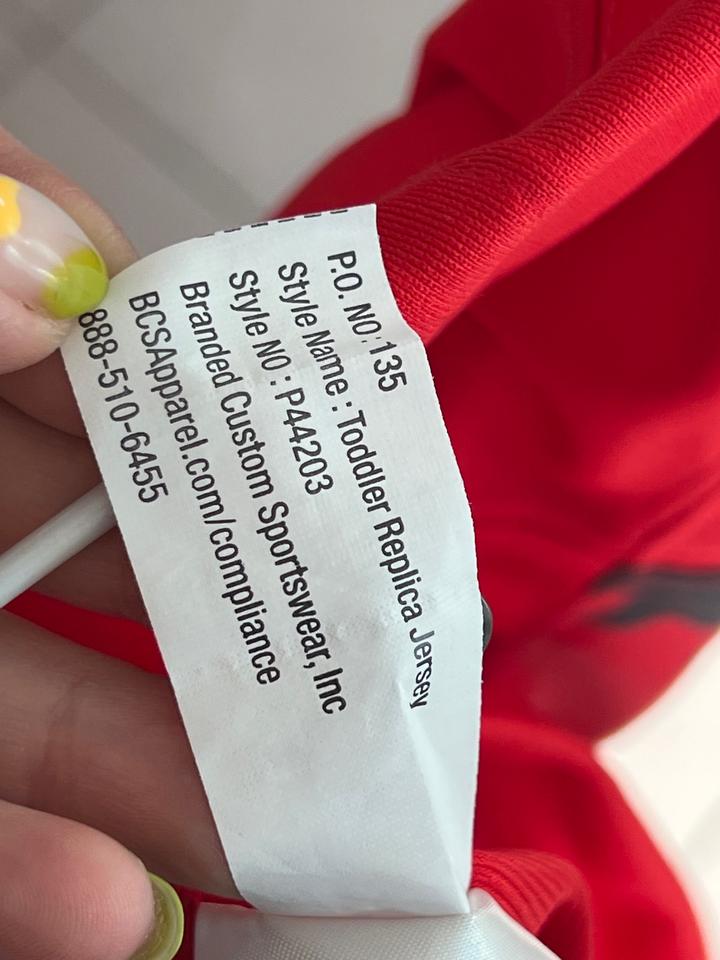 P.O. NO:135
Style Name : Toddler Replica Jersey
Style NO : P44203
Branded Custom Sportswear, Inc
BCSApparel.com/compliance
888-510-6455